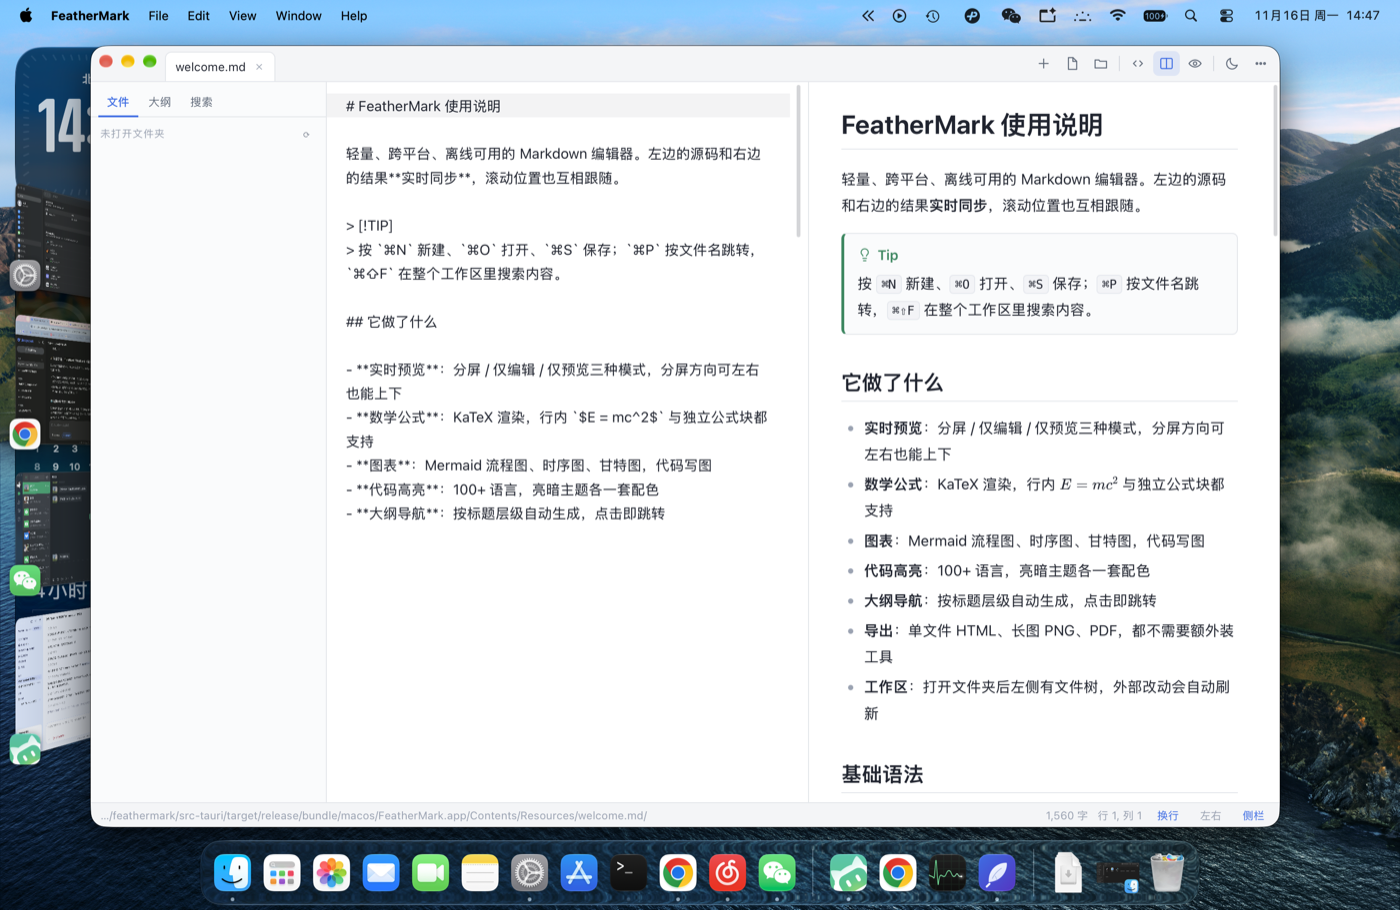 FeatherMark File Edit View Window Help
100+
11月16日 周一 14:47
welcome.md ×
文件 大纲 搜索
未打开文件夹
# FeatherMark 使用说明
轻量、跨平台、离线可用的 Markdown 编辑器。左边的源码和右边
的结果**实时同步**，滚动位置也互相跟随。
> [!TIP]
> 按 `⌘N` 新建、`⌘O` 打开、`⌘S` 保存；`⌘P` 按文件名跳转，
`⌘⇧F` 在整个工作区里搜索内容。
## 它做了什么
- **实时预览**：分屏 / 仅编辑 / 仅预览三种模式，分屏方向可左右
也能上下
- **数学公式**：KaTeX 渲染，行内 `$E = mc^2$` 与独立公式块都
支持
- **图表**：Mermaid 流程图、时序图、甘特图，代码写图
- **代码高亮**：100+ 语言，亮暗主题各一套配色
- **大纲导航**：按标题层级自动生成，点击即跳转
FeatherMark 使用说明
轻量、跨平台、离线可用的 Markdown 编辑器。左边的源码
和右边的结果实时同步，滚动位置也互相跟随。
Tip
按 ⌘N 新建、 ⌘O 打开、 ⌘S 保存； ⌘P 按文件名跳
转， ⌘⇧F 在整个工作区里搜索内容。
它做了什么
• 实时预览：分屏 / 仅编辑 / 仅预览三种模式，分屏方向可
左右也能上下
• 数学公式：KaTeX 渲染，行内 E = mc² 与独立公式块都
支持
• 图表：Mermaid 流程图、时序图、甘特图，代码写图
• 代码高亮：100+ 语言，亮暗主题各一套配色
• 大纲导航：按标题层级自动生成，点击即跳转
• 导出：单文件 HTML、长图 PNG、PDF，都不需要额外装
工具
• 工作区：打开文件夹后左侧有文件树，外部改动会自动刷
新
基础语法
.../feathermark/src-tauri/target/release/bundle/macos/FeatherMark.app/Contents/Resources/welcome.md/
1,560 字 行 1, 列 1 换行 左右 侧栏
北
14
2 3
8 9 10
小时